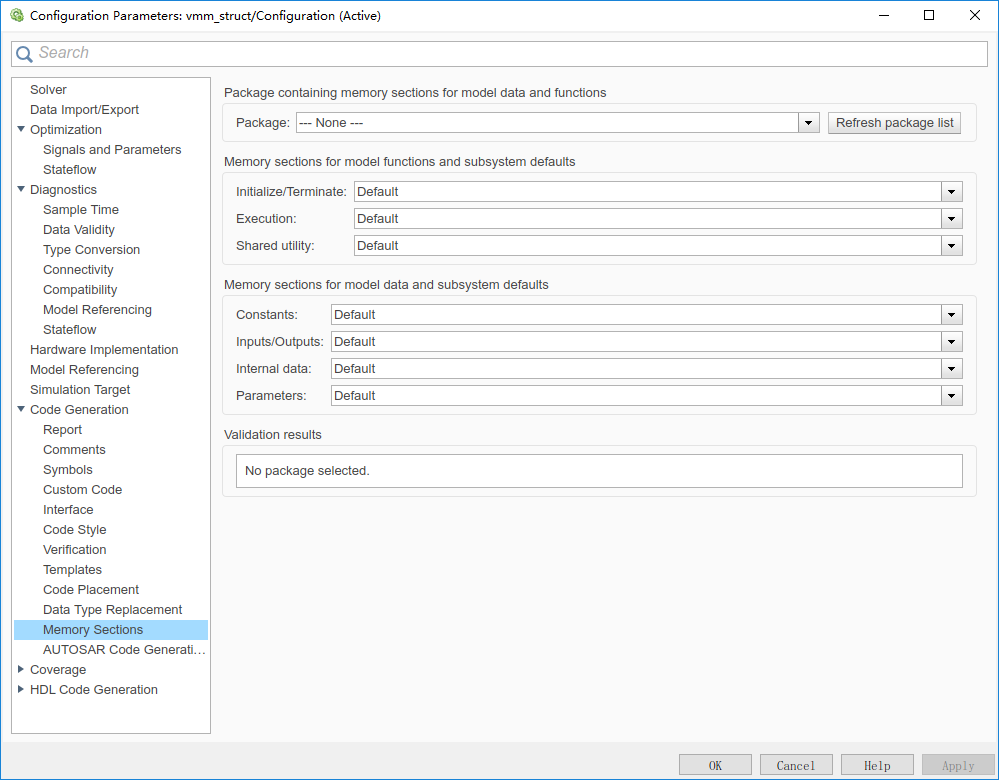 Configuration Parameters: vmm_struct/Configuration (Active)
Search
Solver
Data Import/Export
Optimization
Signals and Parameters
Stateflow
Diagnostics
Sample Time
Data Validity
Type Conversion
Connectivity
Compatibility
Model Referencing
Stateflow
Hardware Implementation
Model Referencing
Simulation Target
Code Generation
Report
Comments
Symbols
Custom Code
Interface
Code Style
Verification
Templates
Code Placement
Data Type Replacement
Memory Sections
AUTOSAR Code Generati...
Coverage
HDL Code Generation
Package containing memory sections for model data and functions
Package: --- None --- Refresh package list
Memory sections for model functions and subsystem defaults
Initialize/Terminate: Default
Execution: Default
Shared utility: Default
Memory sections for model data and subsystem defaults
Constants: Default
Inputs/Outputs: Default
Internal data: Default
Parameters: Default
Validation results
No package selected.
OK Cancel Help Apply